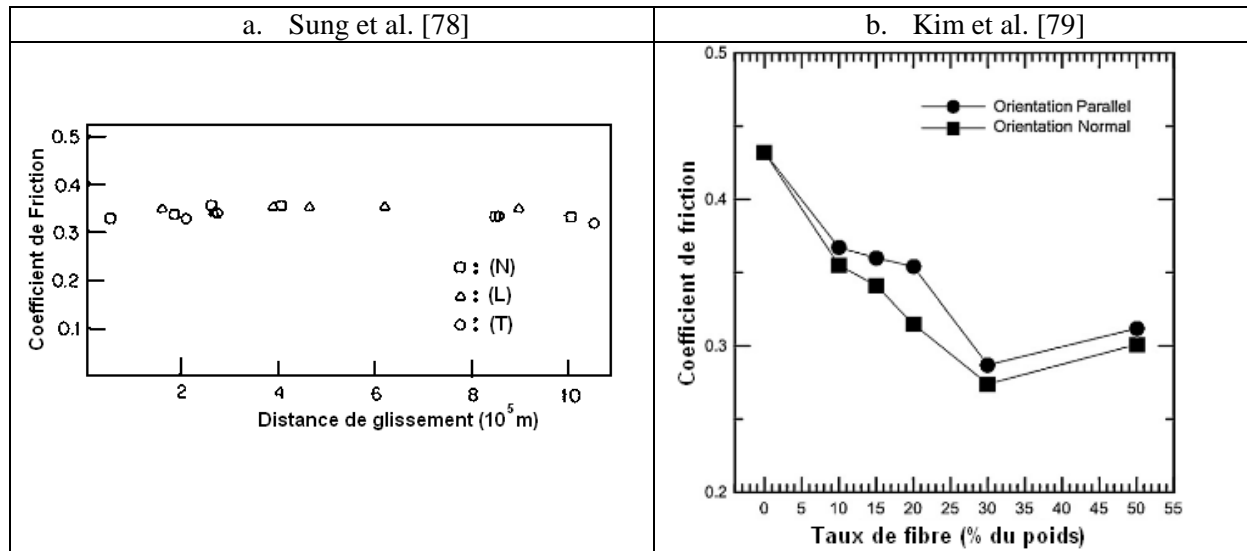 a. Sung et al. [78]
b. Kim et al. [79]
Coefficient de Friction
0.5
0.4
0.3
0.2
0.1
2
4
6
8
10
Distance de glissement (10⁵ m)
: (N)
: (L)
: (T)
Coefficient de friction
0.5
0.4
0.3
0.2
0
5
10
15
20
25
30
35
40
45
50
55
Taux de fibre (% du poids)
Orientation Parallel
Orientation Normal